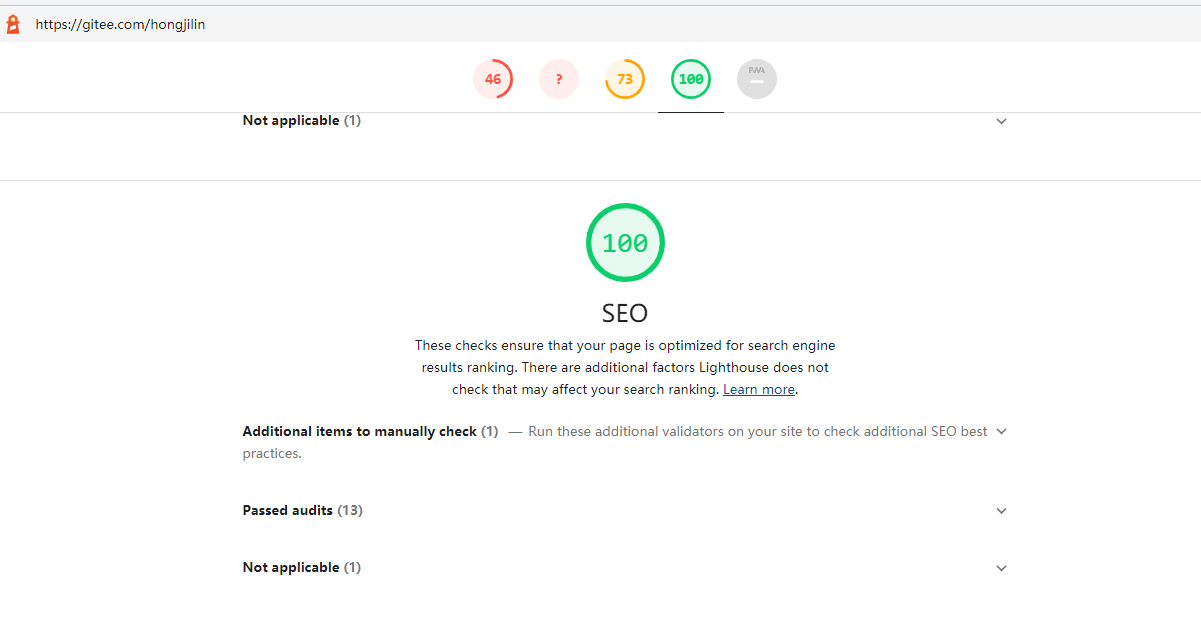 https://gitee.com/hongjilin
46 ? 73 100 PWA
Not applicable (1)
100
SEO
These checks ensure that your page is optimized for search engine
results ranking. There are additional factors Lighthouse does not
check that may affect your search ranking. Learn more.
Additional items to manually check (1) — Run these additional validators on your site to check additional SEO best
practices.
Passed audits (13)
Not applicable (1)